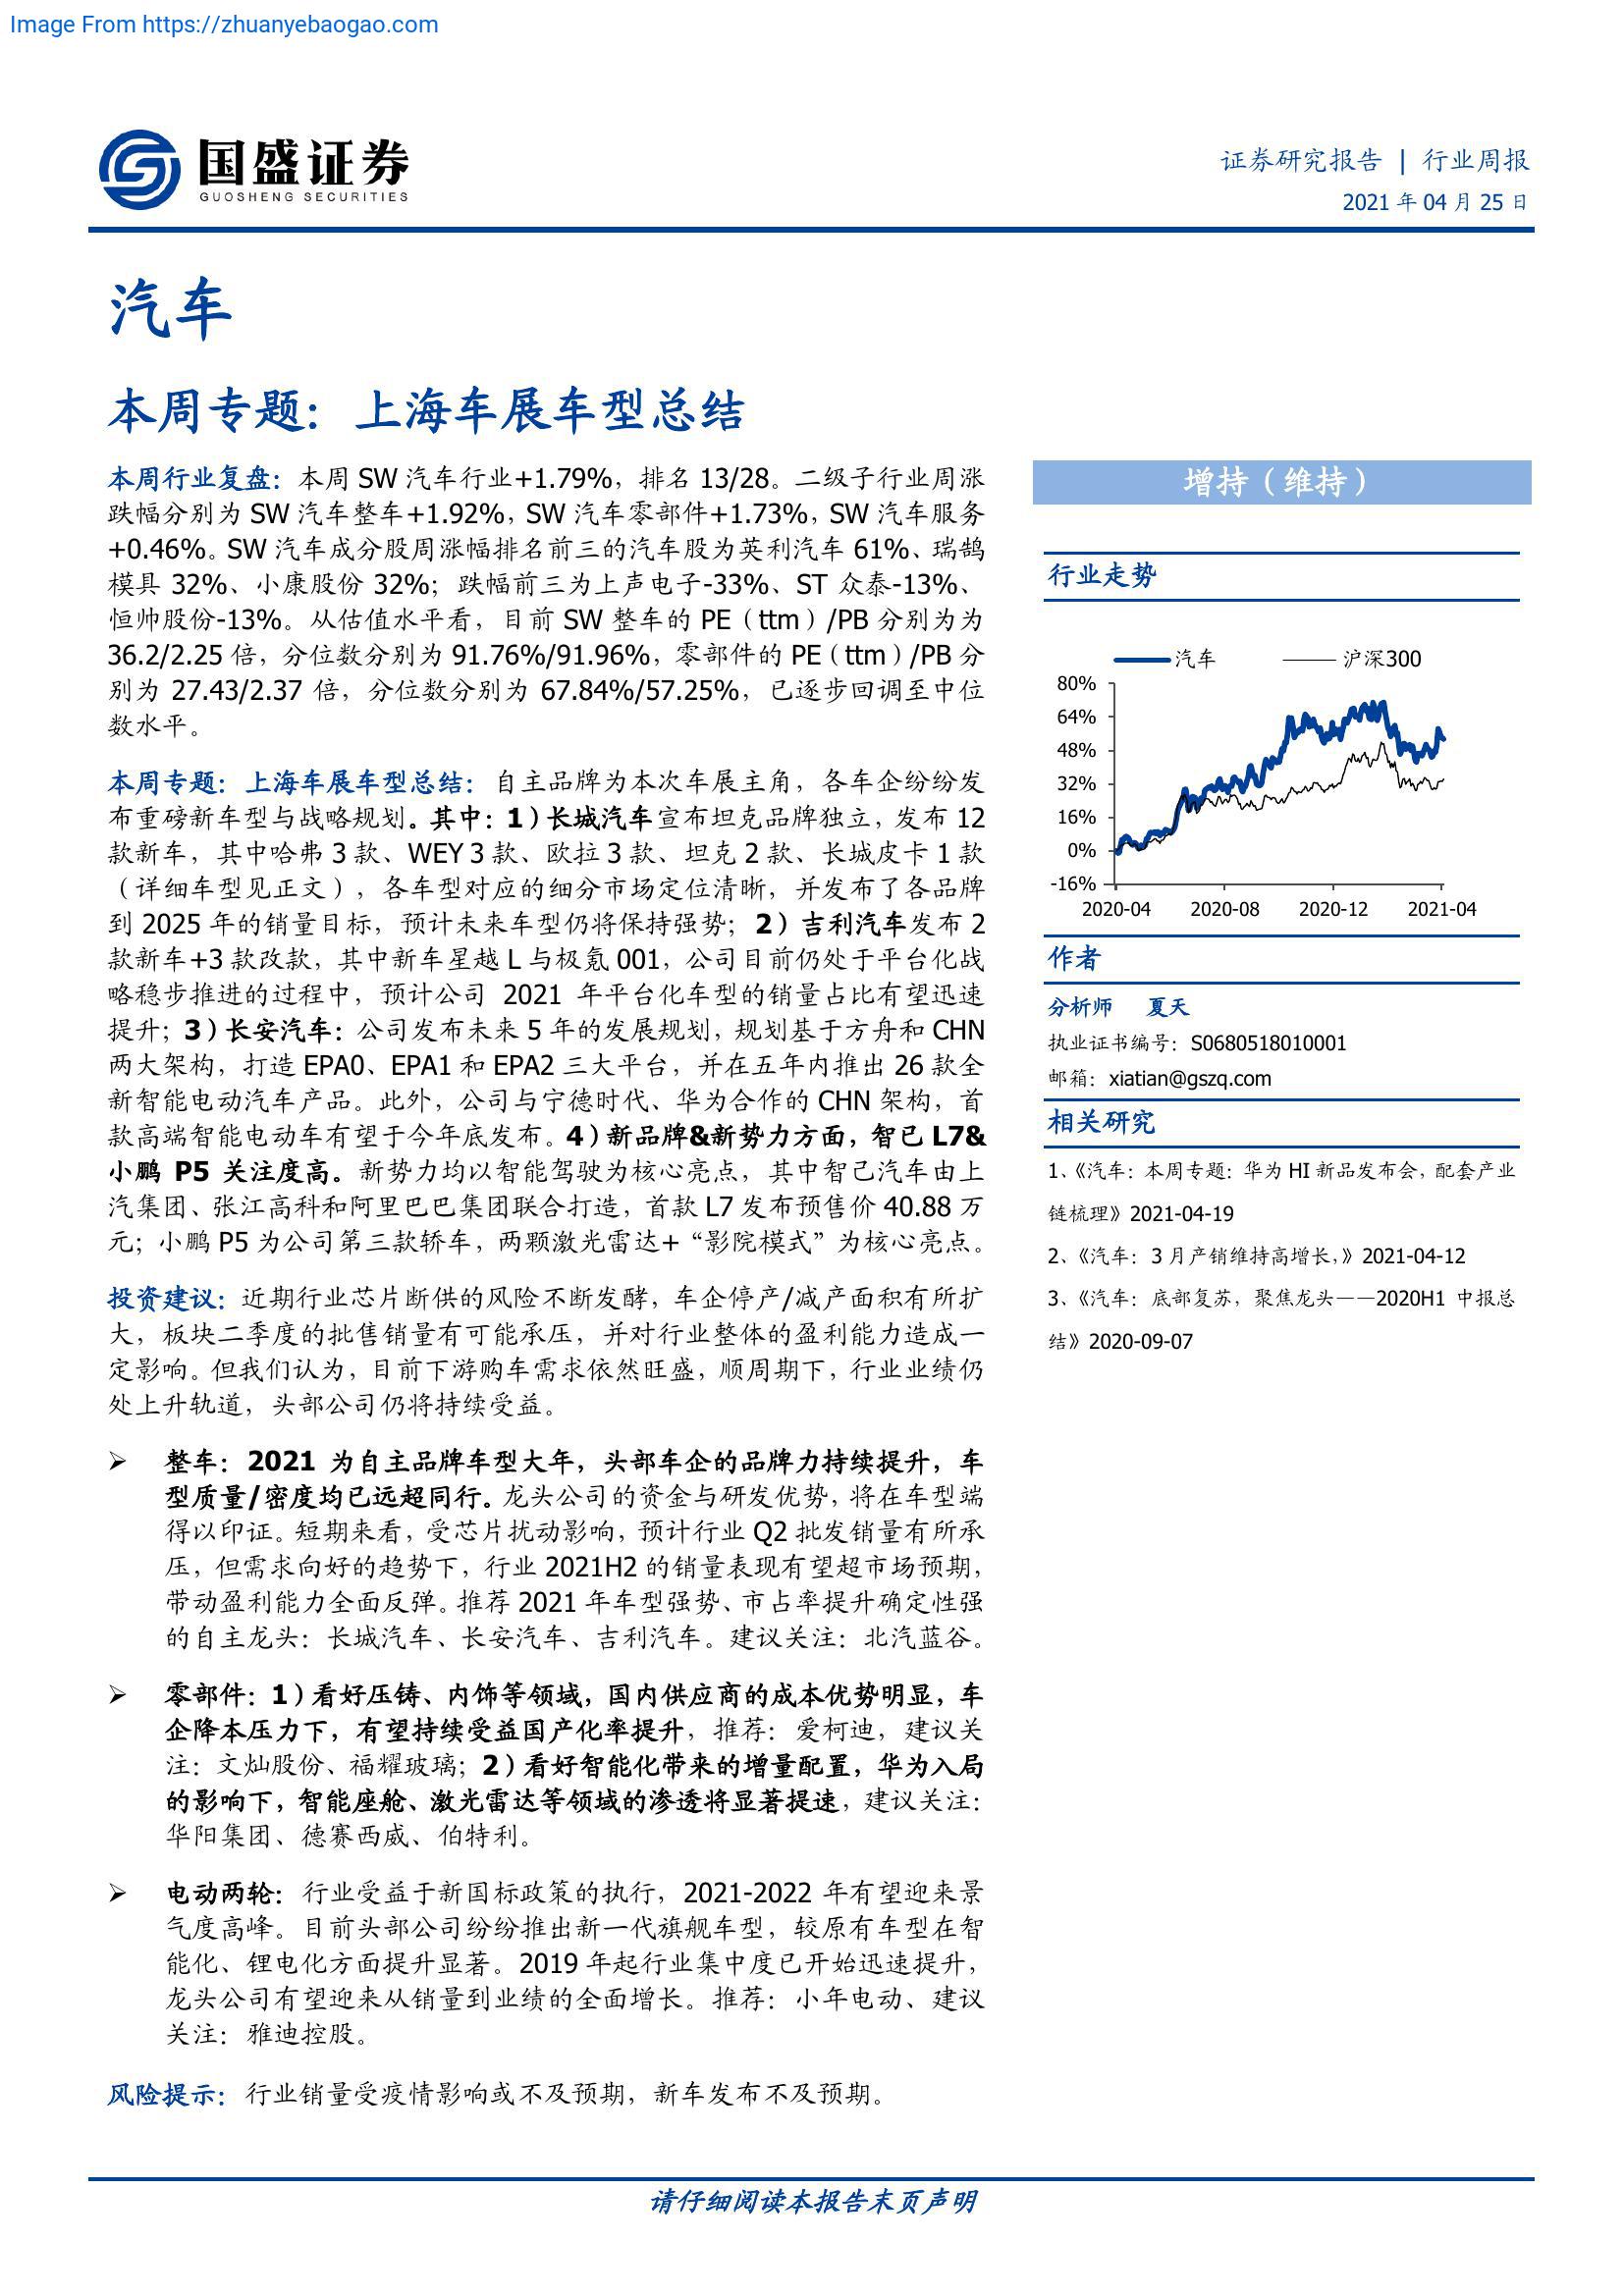 Image From https://zhuanyebaogao.com
国盛证券
GUOSHENG SECURITIES
证券研究报告 | 行业周报
2021 年 04 月 25 日
汽车
本周专题：上海车展车型总结
本周行业复盘：本周 SW 汽车行业+1.79%，排名 13/28。二级子行业周涨
跌幅分别为 SW 汽车整车+1.92%，SW 汽车零部件+1.73%，SW 汽车服务
+0.46%。SW 汽车成分股周涨幅排名前三的汽车股为英利汽车 61%、瑞鹄
模具 32%、小康股份 32%；跌幅前三为上声电子-33%、ST 众泰-13%、
恒帅股份-13%。从估值水平看，目前 SW 整车的 PE（ttm）/PB 分别为为
36.2/2.25 倍，分位数分别为 91.76%/91.96%，零部件的 PE（ttm）/PB 分
别为 27.43/2.37 倍，分位数分别为 67.84%/57.25%，已逐步回调至中位
数水平。
本周专题：上海车展车型总结：自主品牌为本次车展主角，各车企纷纷发
布重磅新车型与战略规划。其中：1）长城汽车宣布坦克品牌独立，发布 12
款新车，其中哈弗 3 款、WEY 3 款、欧拉 3 款、坦克 2 款、长城皮卡 1 款
（详细车型见正文），各车型对应的细分市场定位清晰，并发布了各品牌
到 2025 年的销量目标，预计未来车型仍将保持强势；2）吉利汽车发布 2
款新车+3 款改款，其中新车星越 L 与极氪 001，公司目前仍处于平台化战
略稳步推进的过程中，预计公司 2021 年平台化车型的销量占比有望迅速
提升；3）长安汽车：公司发布未来 5 年的发展规划，规划基于方舟和 CHN
两大架构，打造 EPA0、EPA1 和 EPA2 三大平台，并在五年内推出 26 款全
新智能电动汽车产品。此外，公司与宁德时代、华为合作的 CHN 架构，首
款高端智能电动车有望于今年底发布。4）新品牌&新势力方面，智己 L7&
小鹏 P5 关注度高。新势力均以智能驾驶为核心亮点，其中智己汽车由上
汽集团、张江高科和阿里巴巴集团联合打造，首款 L7 发布预售价 40.88 万
元；小鹏 P5 为公司第三款轿车，两颗激光雷达+“影院模式”为核心亮点。
投资建议：近期行业芯片断供的风险不断发酵，车企停产/减产面积有所扩
大，板块二季度的批售销量有可能承压，并对行业整体的盈利能力造成一
定影响。但我们认为，目前下游购车需求依然旺盛，顺周期下，行业业绩仍
处上升轨道，头部公司仍将持续受益。
➢ 整车：2021 为自主品牌车型大年，头部车企的品牌力持续提升，车
型质量/密度均已远超同行。龙头公司的资金与研发优势，将在车型端
得以印证。短期来看，受芯片扰动影响，预计行业 Q2 批发销量有所承
压，但需求向好的趋势下，行业 2021H2 的销量表现有望超市场预期，
带动盈利能力全面反弹。推荐 2021 年车型强势、市占率提升确定性强
的自主龙头：长城汽车、长安汽车、吉利汽车。建议关注：北汽蓝谷。
➢ 零部件：1）看好压铸、内饰等领域，国内供应商的成本优势明显，车
企降本压力下，有望持续受益国产化率提升，推荐：爱柯迪，建议关
注：文灿股份、福耀玻璃；2）看好智能化带来的增量配置，华为入局
的影响下，智能座舱、激光雷达等领域的渗透将显著提速，建议关注：
华阳集团、德赛西威、伯特利。
➢ 电动两轮：行业受益于新国标政策的执行，2021-2022 年有望迎来景
气度高峰。目前头部公司纷纷推出新一代旗舰车型，较原有车型在智
能化、锂电化方面提升显著。2019 年起行业集中度已开始迅速提升，
龙头公司有望迎来从销量到业绩的全面增长。推荐：小年电动、建议
关注：雅迪控股。
风险提示：行业销量受疫情影响或不及预期，新车发布不及预期。
增持（维持）
行业走势
汽车 沪深300
80%
64%
48%
32%
16%
0%
-16%
2020-04 2020-08 2020-12 2021-04
作者
分析师 夏天
执业证书编号：S0680518010001
邮箱：xiatian@gszq.com
相关研究
1、《汽车：本周专题：华为 HI 新品发布会，配套产业
链梳理》2021-04-19
2、《汽车：3 月产销维持高增长，》2021-04-12
3、《汽车：底部复苏，聚焦龙头——2020H1 中报总
结》2020-09-07
请仔细阅读本报告末页声明